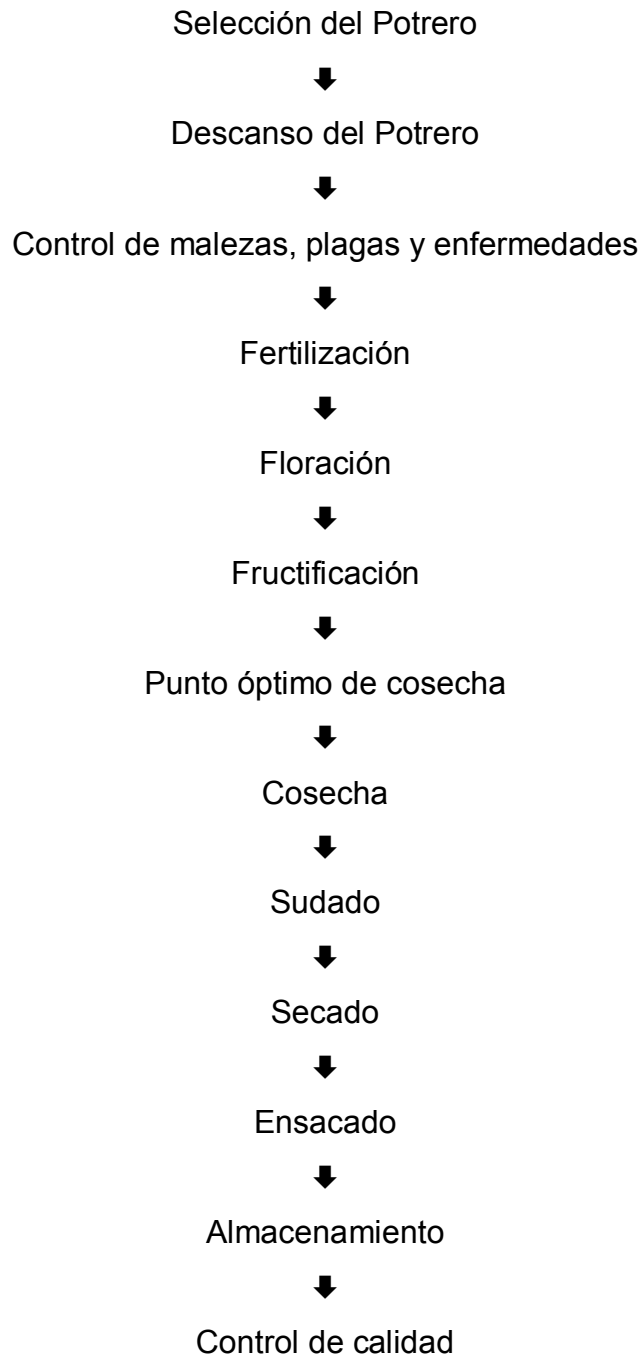 Selección del Potrero
Descanso del Potrero
Control de malezas, plagas y enfermedades
Fertilización
Floración
Fructificación
Punto óptimo de cosecha
Cosecha
Sudado
Secado
Ensacado
Almacenamiento
Control de calidad